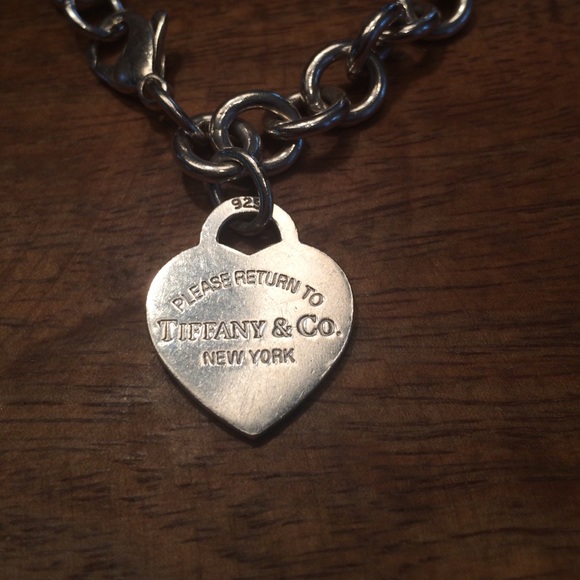 925
PLEASE RETURN TO
TIFFANY & CO.
NEW YORK